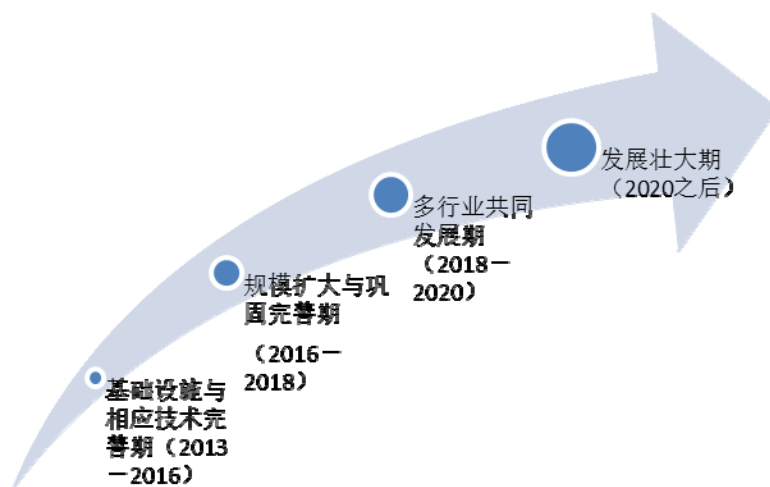 发展壮大期
（2020之后）
多行业共同
发展期
（2018－
2020）
规模扩大与巩
固完善期
（2016－
2018）
基础设施与
相应技术完
善期（2013
－2016）